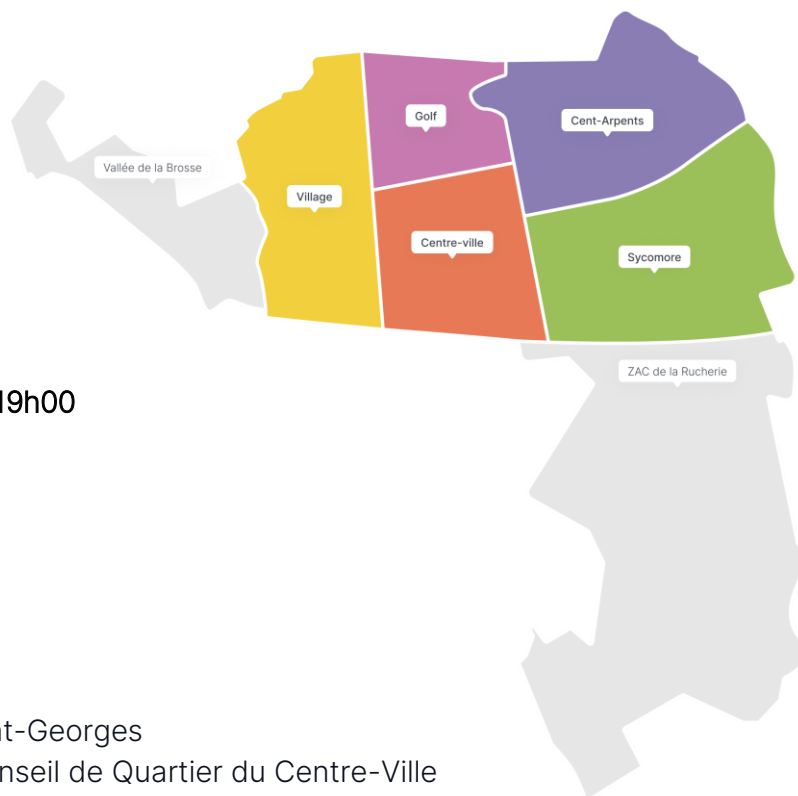 Golf
Cent-Arpents
Vallée de la Brosse
Village
Centre-ville
Sycomore
ZAC de la Rucherie
19h00
nt-Georges
nseil de Quartier du Centre-Ville